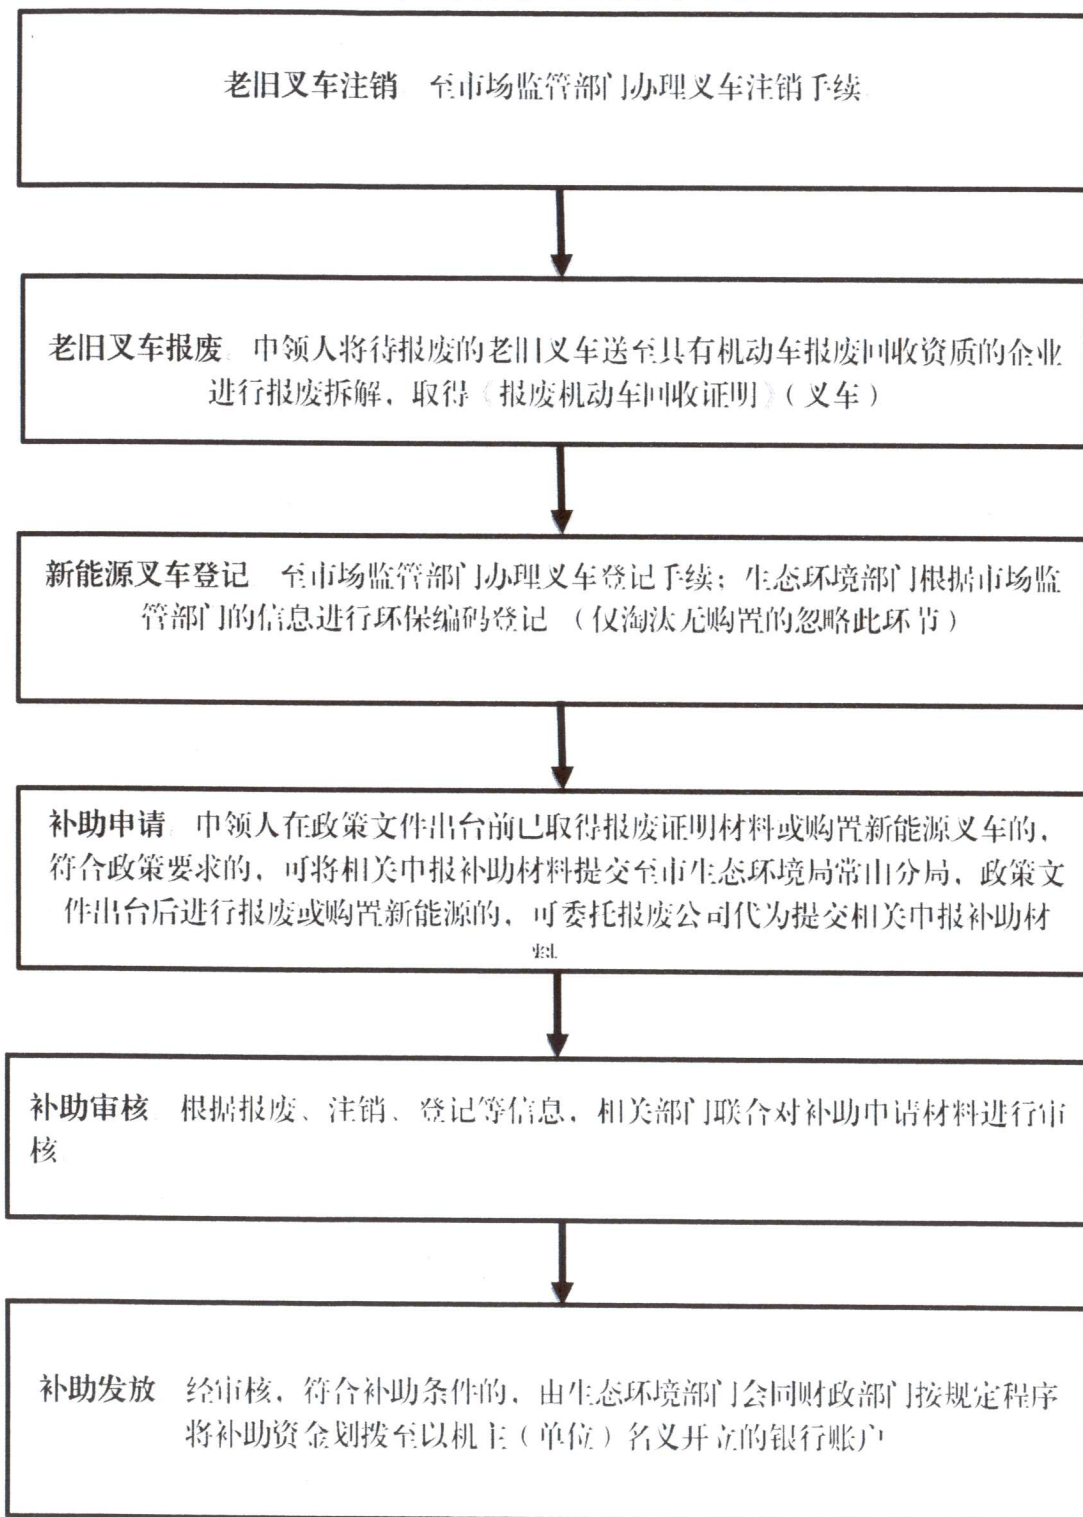 老旧叉车注销 至市场监管部门办理叉车注销手续
老旧叉车报废 申领人将待报废的老旧叉车送至具有机动车报废回收资质的企业
进行报废拆解，取得《报废机动车回收证明》（叉车）
新能源叉车登记 至市场监管部门办理叉车登记手续；生态环境部门根据市场监
管部门的信息进行环保编码登记 （仅淘汰无购置的忽略此环节）
补助申请 申领人在政策文件出台前已取得报废证明材料或购置新能源叉车的，
符合政策要求的，可将相关申报补助材料提交至市生态环境局常山分局，政策文
件出台后进行报废或购置新能源的，可委托报废公司代为提交相关申报补助材
料
补助审核 根据报废、注销、登记等信息，相关部门联合对补助申请材料进行审
核
补助发放 经审核，符合补助条件的，由生态环境部门会同财政部门按规定程序
将补助资金划拨至以机主（单位）名义开立的银行账户